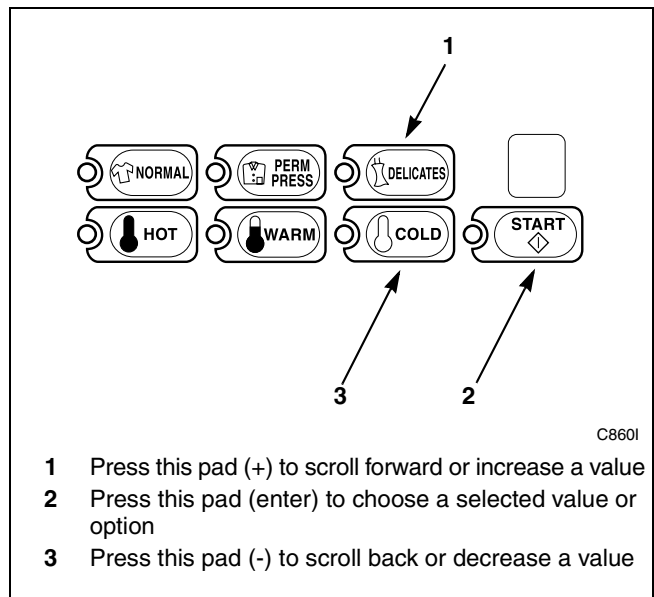 1
NORMAL
PERM
PRESS
DELICATES
HOT
WARM
COLD
START
3
2
C860I
1 Press this pad (+) to scroll forward or increase a value
2 Press this pad (enter) to choose a selected value or
option
3 Press this pad (-) to scroll back or decrease a value